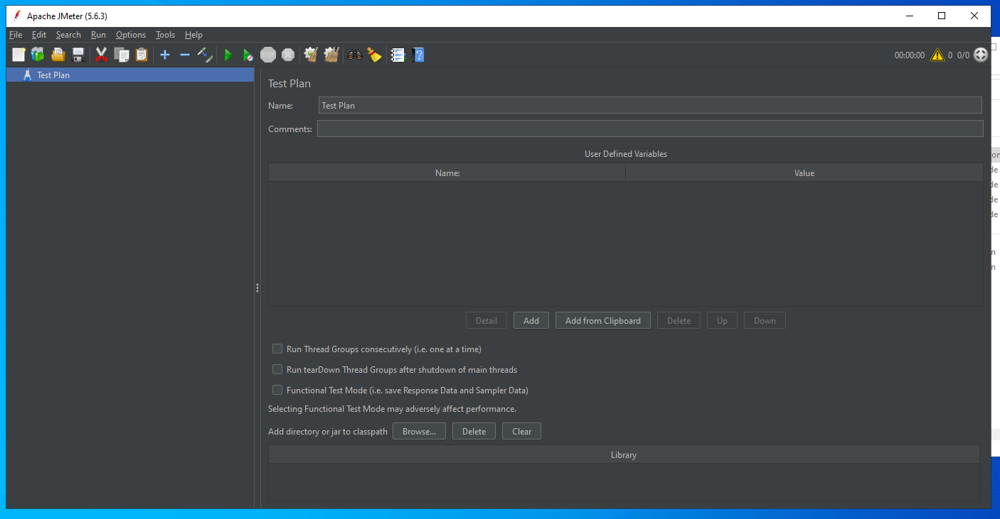 Apache JMeter (5.6.3)
File Edit Search Run Options Tools Help
STOP
00:00:00 0 0/0
Test Plan
Test Plan
Name: Test Plan
Comments:
User Defined Variables
Name: Value
Detail Add Add from Clipboard Delete Up Down
Run Thread Groups consecutively (i.e. one at a time)
Run tearDown Thread Groups after shutdown of main threads
Functional Test Mode (i.e. save Response Data and Sampler Data)
Selecting Functional Test Mode may adversely affect performance.
Add directory or jar to classpath Browse... Delete Clear
Library